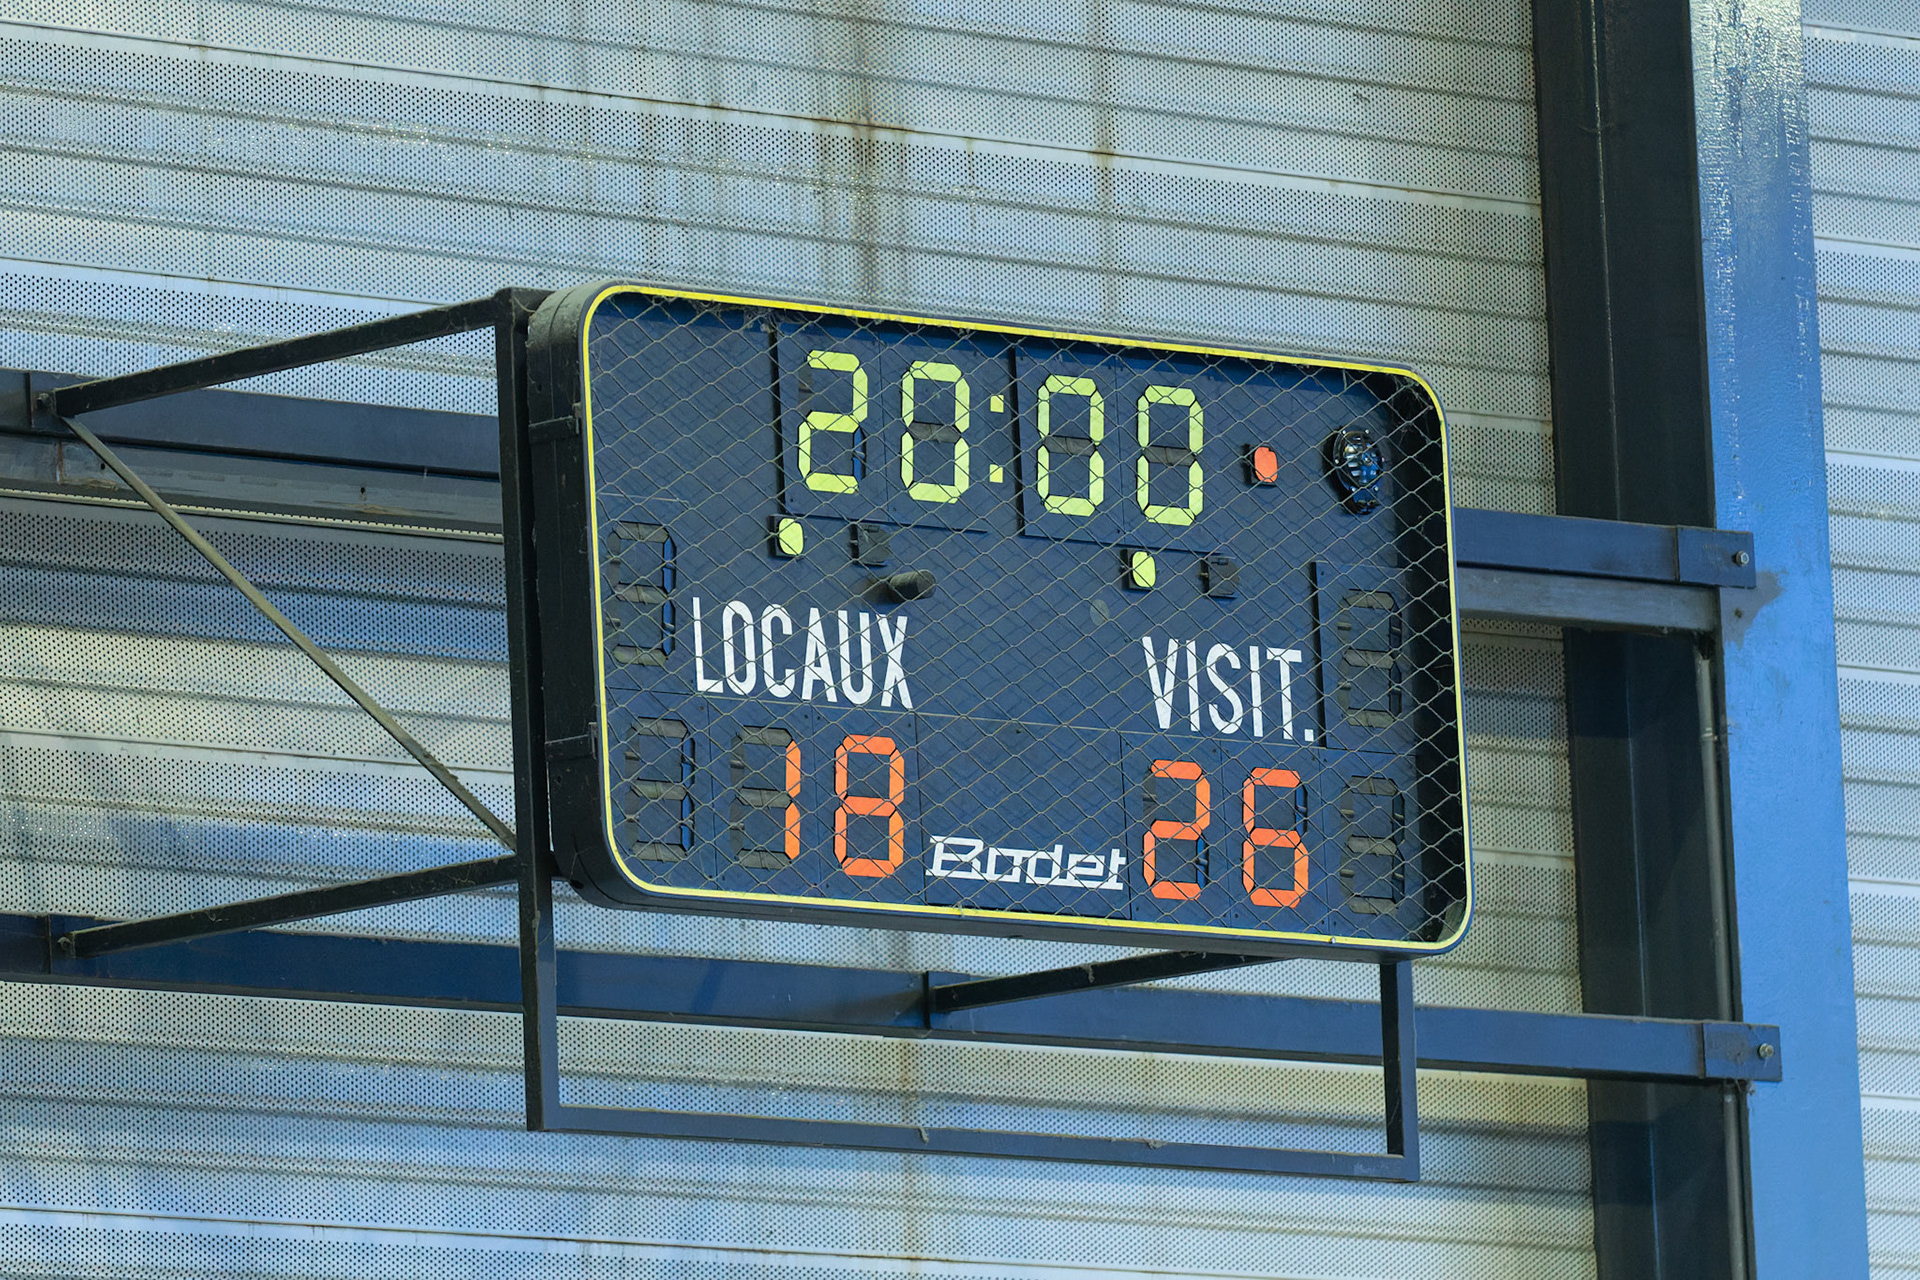 20:00
LOCAUX VISIT.
18 Bodet 26